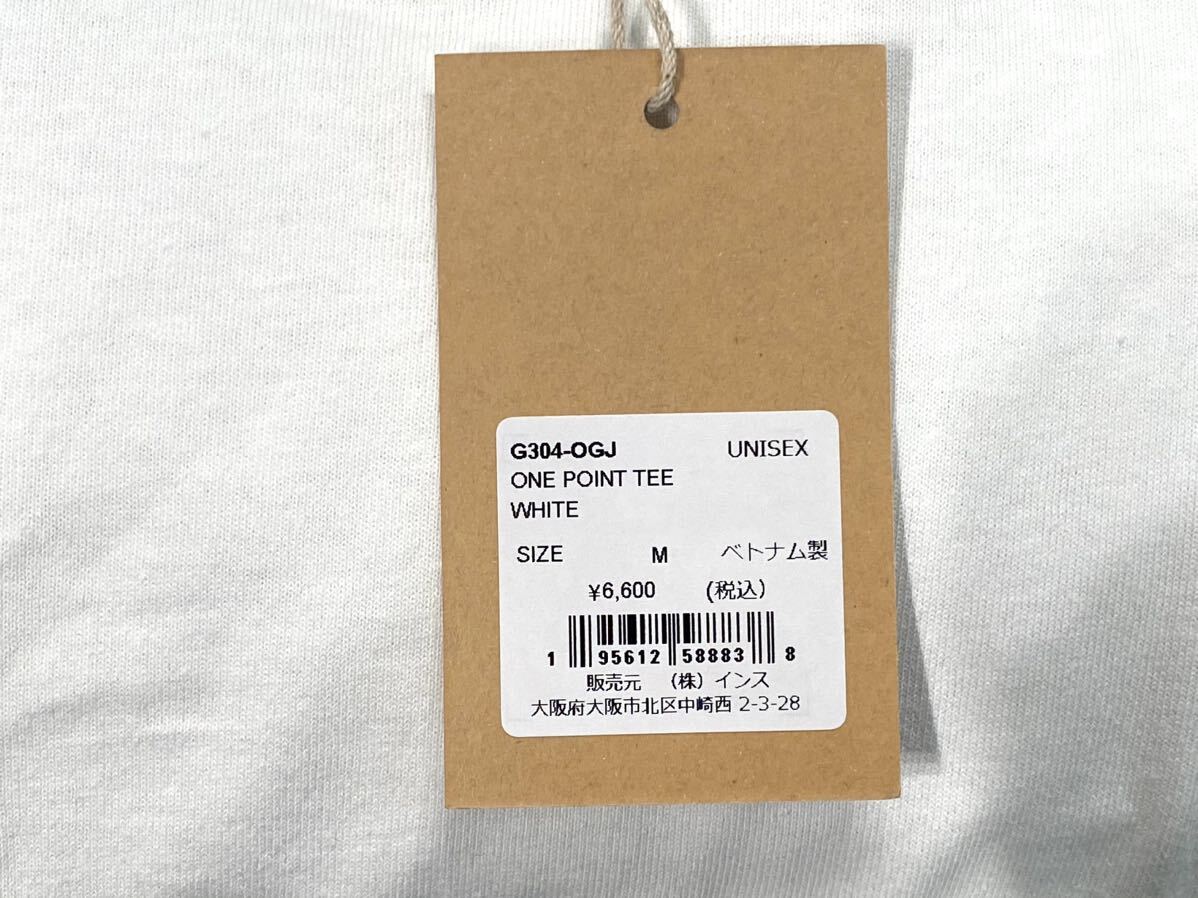 G304-OGJ UNISEX
ONE POINT TEE
WHITE
SIZE M ベトナム製
¥6,600 (税込)
1 95612 58883 8
販売元 (株)インス
大阪府大阪市北区中崎西 2-3-28